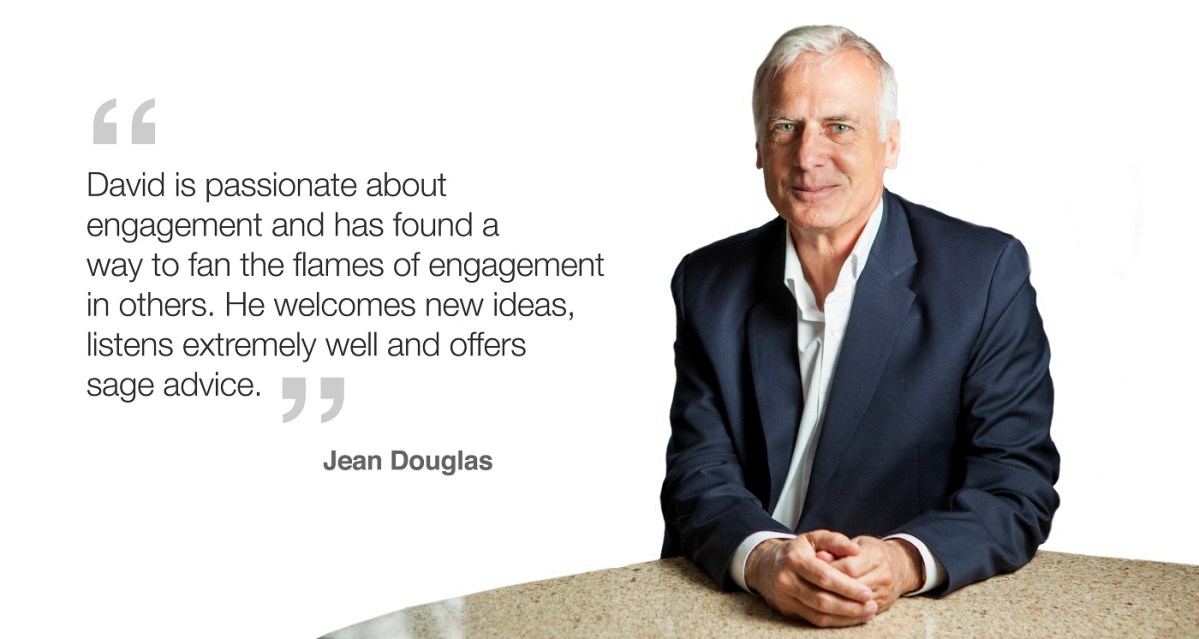 “
David is passionate about
engagement and has found a
way to fan the flames of engagement
in others. He welcomes new ideas,
listens extremely well and offers
sage advice. ”
Jean Douglas